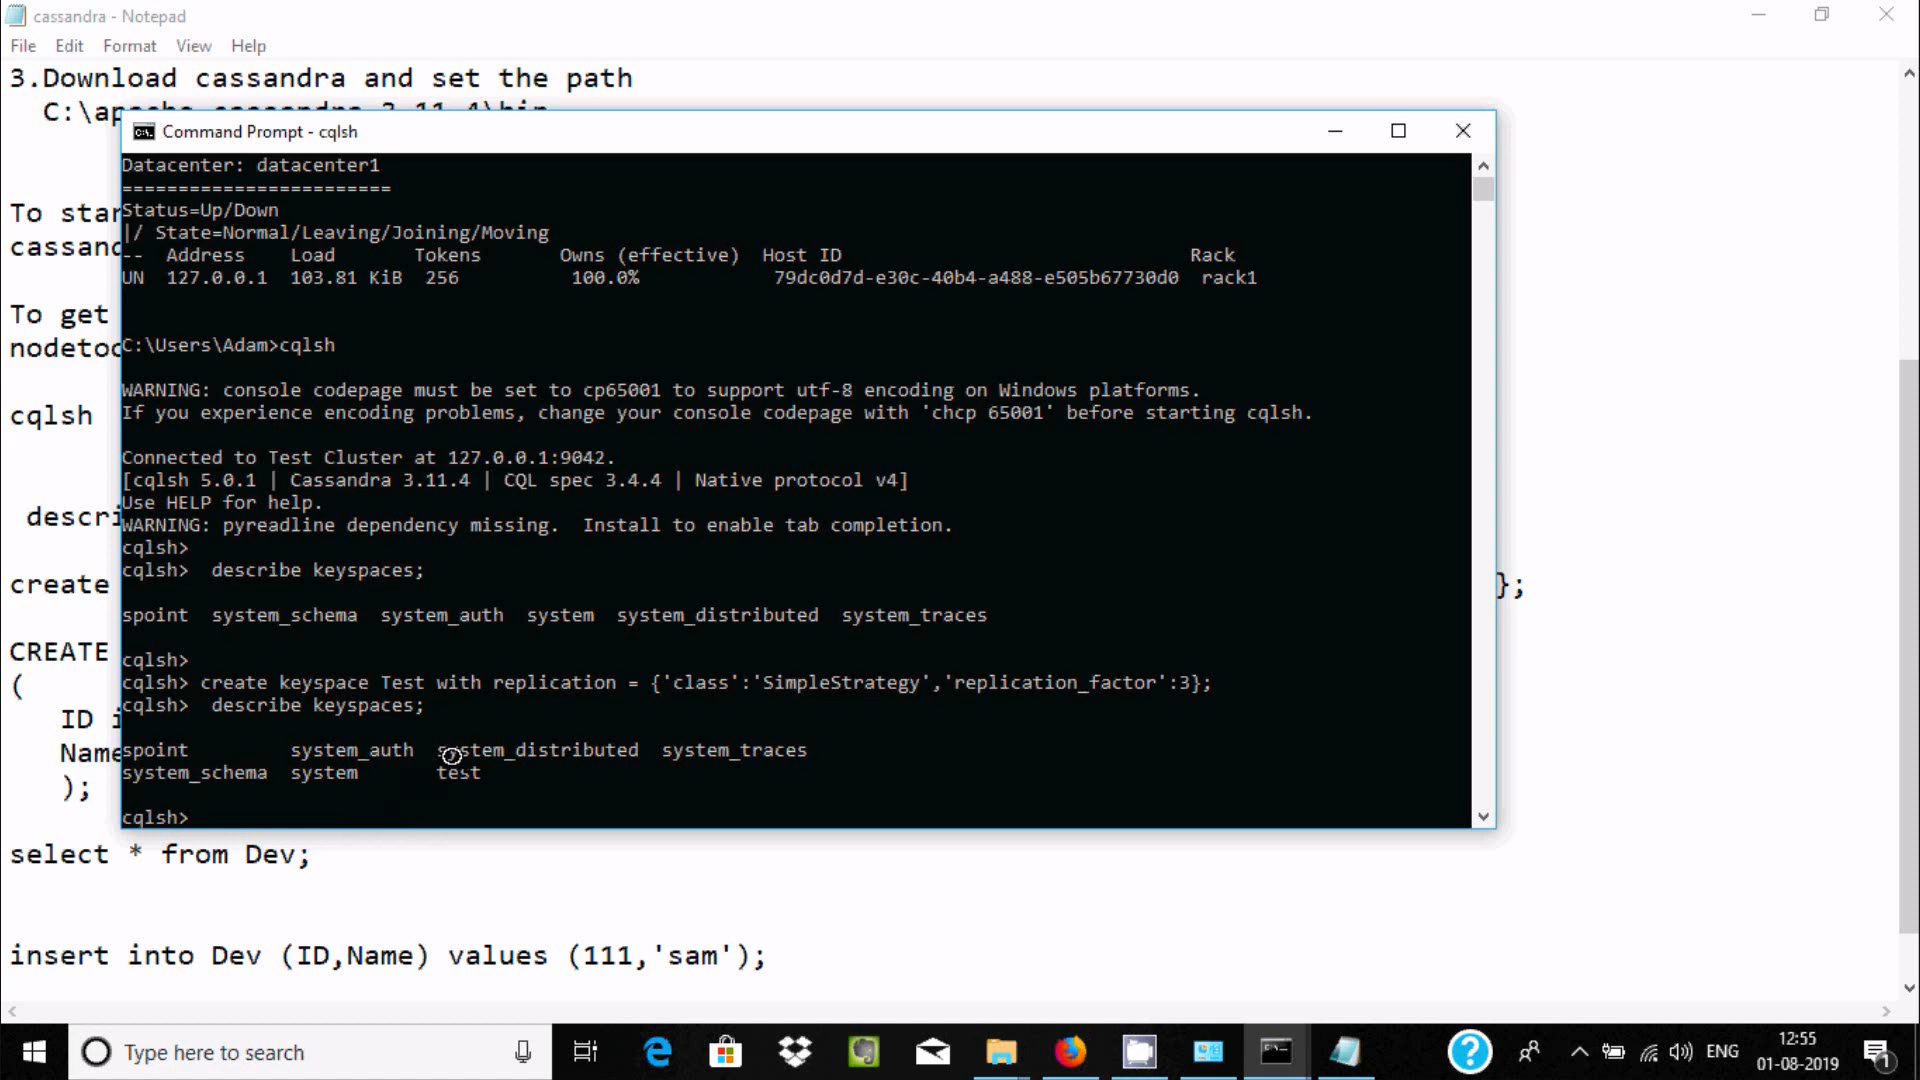 cassandra - Notepad
File Edit Format View Help
3.Download cassandra and set the path
C:\apache-cassandra-3.11.4\bin
Command Prompt - cqlsh
Datacenter: datacenter1
========================
Status=Up/Down
|/ State=Normal/Leaving/Joining/Moving
-- Address Load Tokens Owns (effective) Host ID Rack
UN 127.0.0.1 103.81 KiB 256 100.0% 79dc0d7d-e30c-40b4-a488-e505b67730d0 rack1
C:\Users\Adam>cqlsh
WARNING: console codepage must be set to cp65001 to support utf-8 encoding on Windows platforms.
If you experience encoding problems, change your console codepage with 'chcp 65001' before starting cqlsh.
Connected to Test Cluster at 127.0.0.1:9042.
[cqlsh 5.0.1 | Cassandra 3.11.4 | CQL spec 3.4.4 | Native protocol v4]
Use HELP for help.
WARNING: pyreadline dependency missing. Install to enable tab completion.
cqlsh>
cqlsh> describe keyspaces;
spoint system_schema system_auth system system_distributed system_traces
cqlsh>
cqlsh> create keyspace Test with replication = {'class':'SimpleStrategy','replication_factor':3};
cqlsh> describe keyspaces;
spoint system_auth system_distributed system_traces
system_schema system test
cqlsh>
To star
cassand
To get
nodetoo
cqlsh
descri
create };
CREATE
(
ID i
Name
);
select * from Dev;
insert into Dev (ID,Name) values (111,'sam');
Type here to search
ENG
12:55
01-08-2019
1